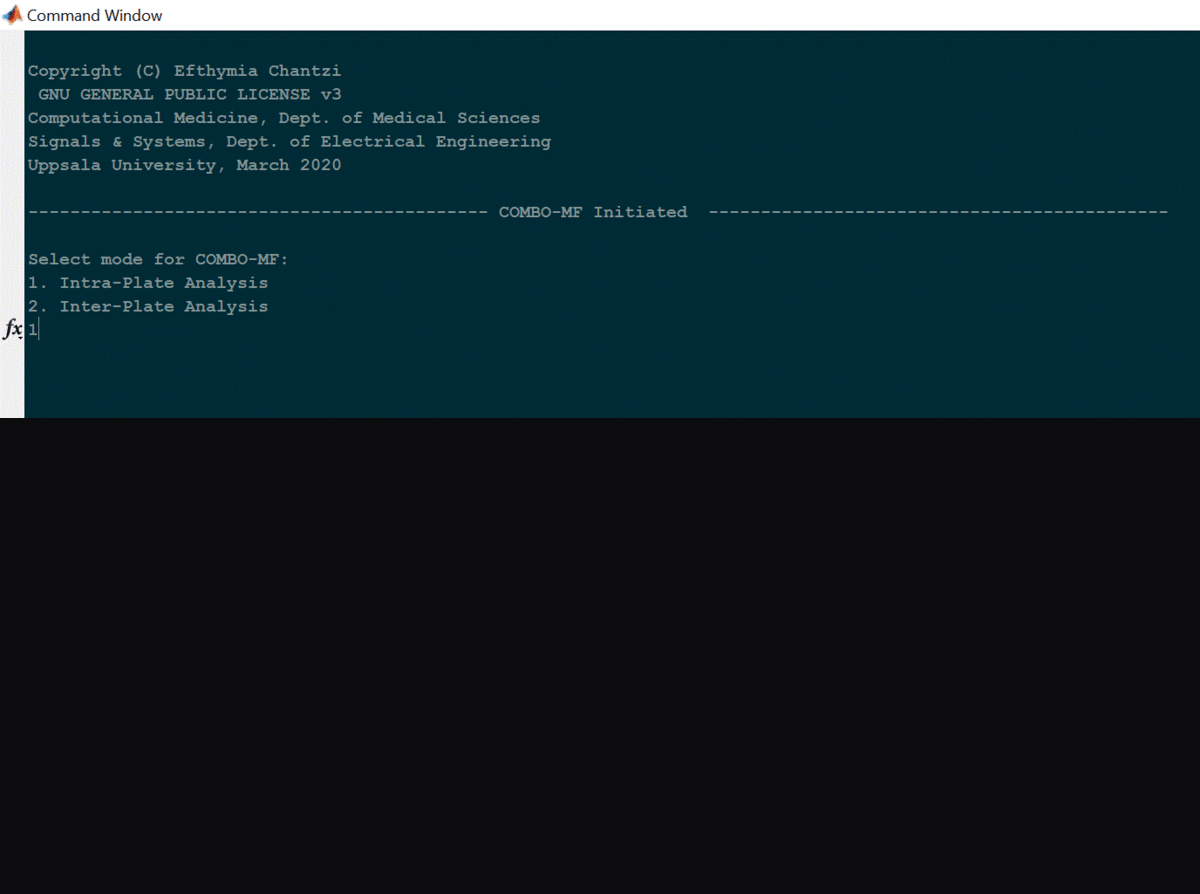 Command Window
Copyright (C) Efthymia Chantzi
GNU GENERAL PUBLIC LICENSE v3
Computational Medicine, Dept. of Medical Sciences
Signals & Systems, Dept. of Electrical Engineering
Uppsala University, March 2020
-------------------------------------------- COMBO-MF Initiated  --------------------------------------------
Select mode for COMBO-MF:
1. Intra-Plate Analysis
2. Inter-Plate Analysis
fx 1